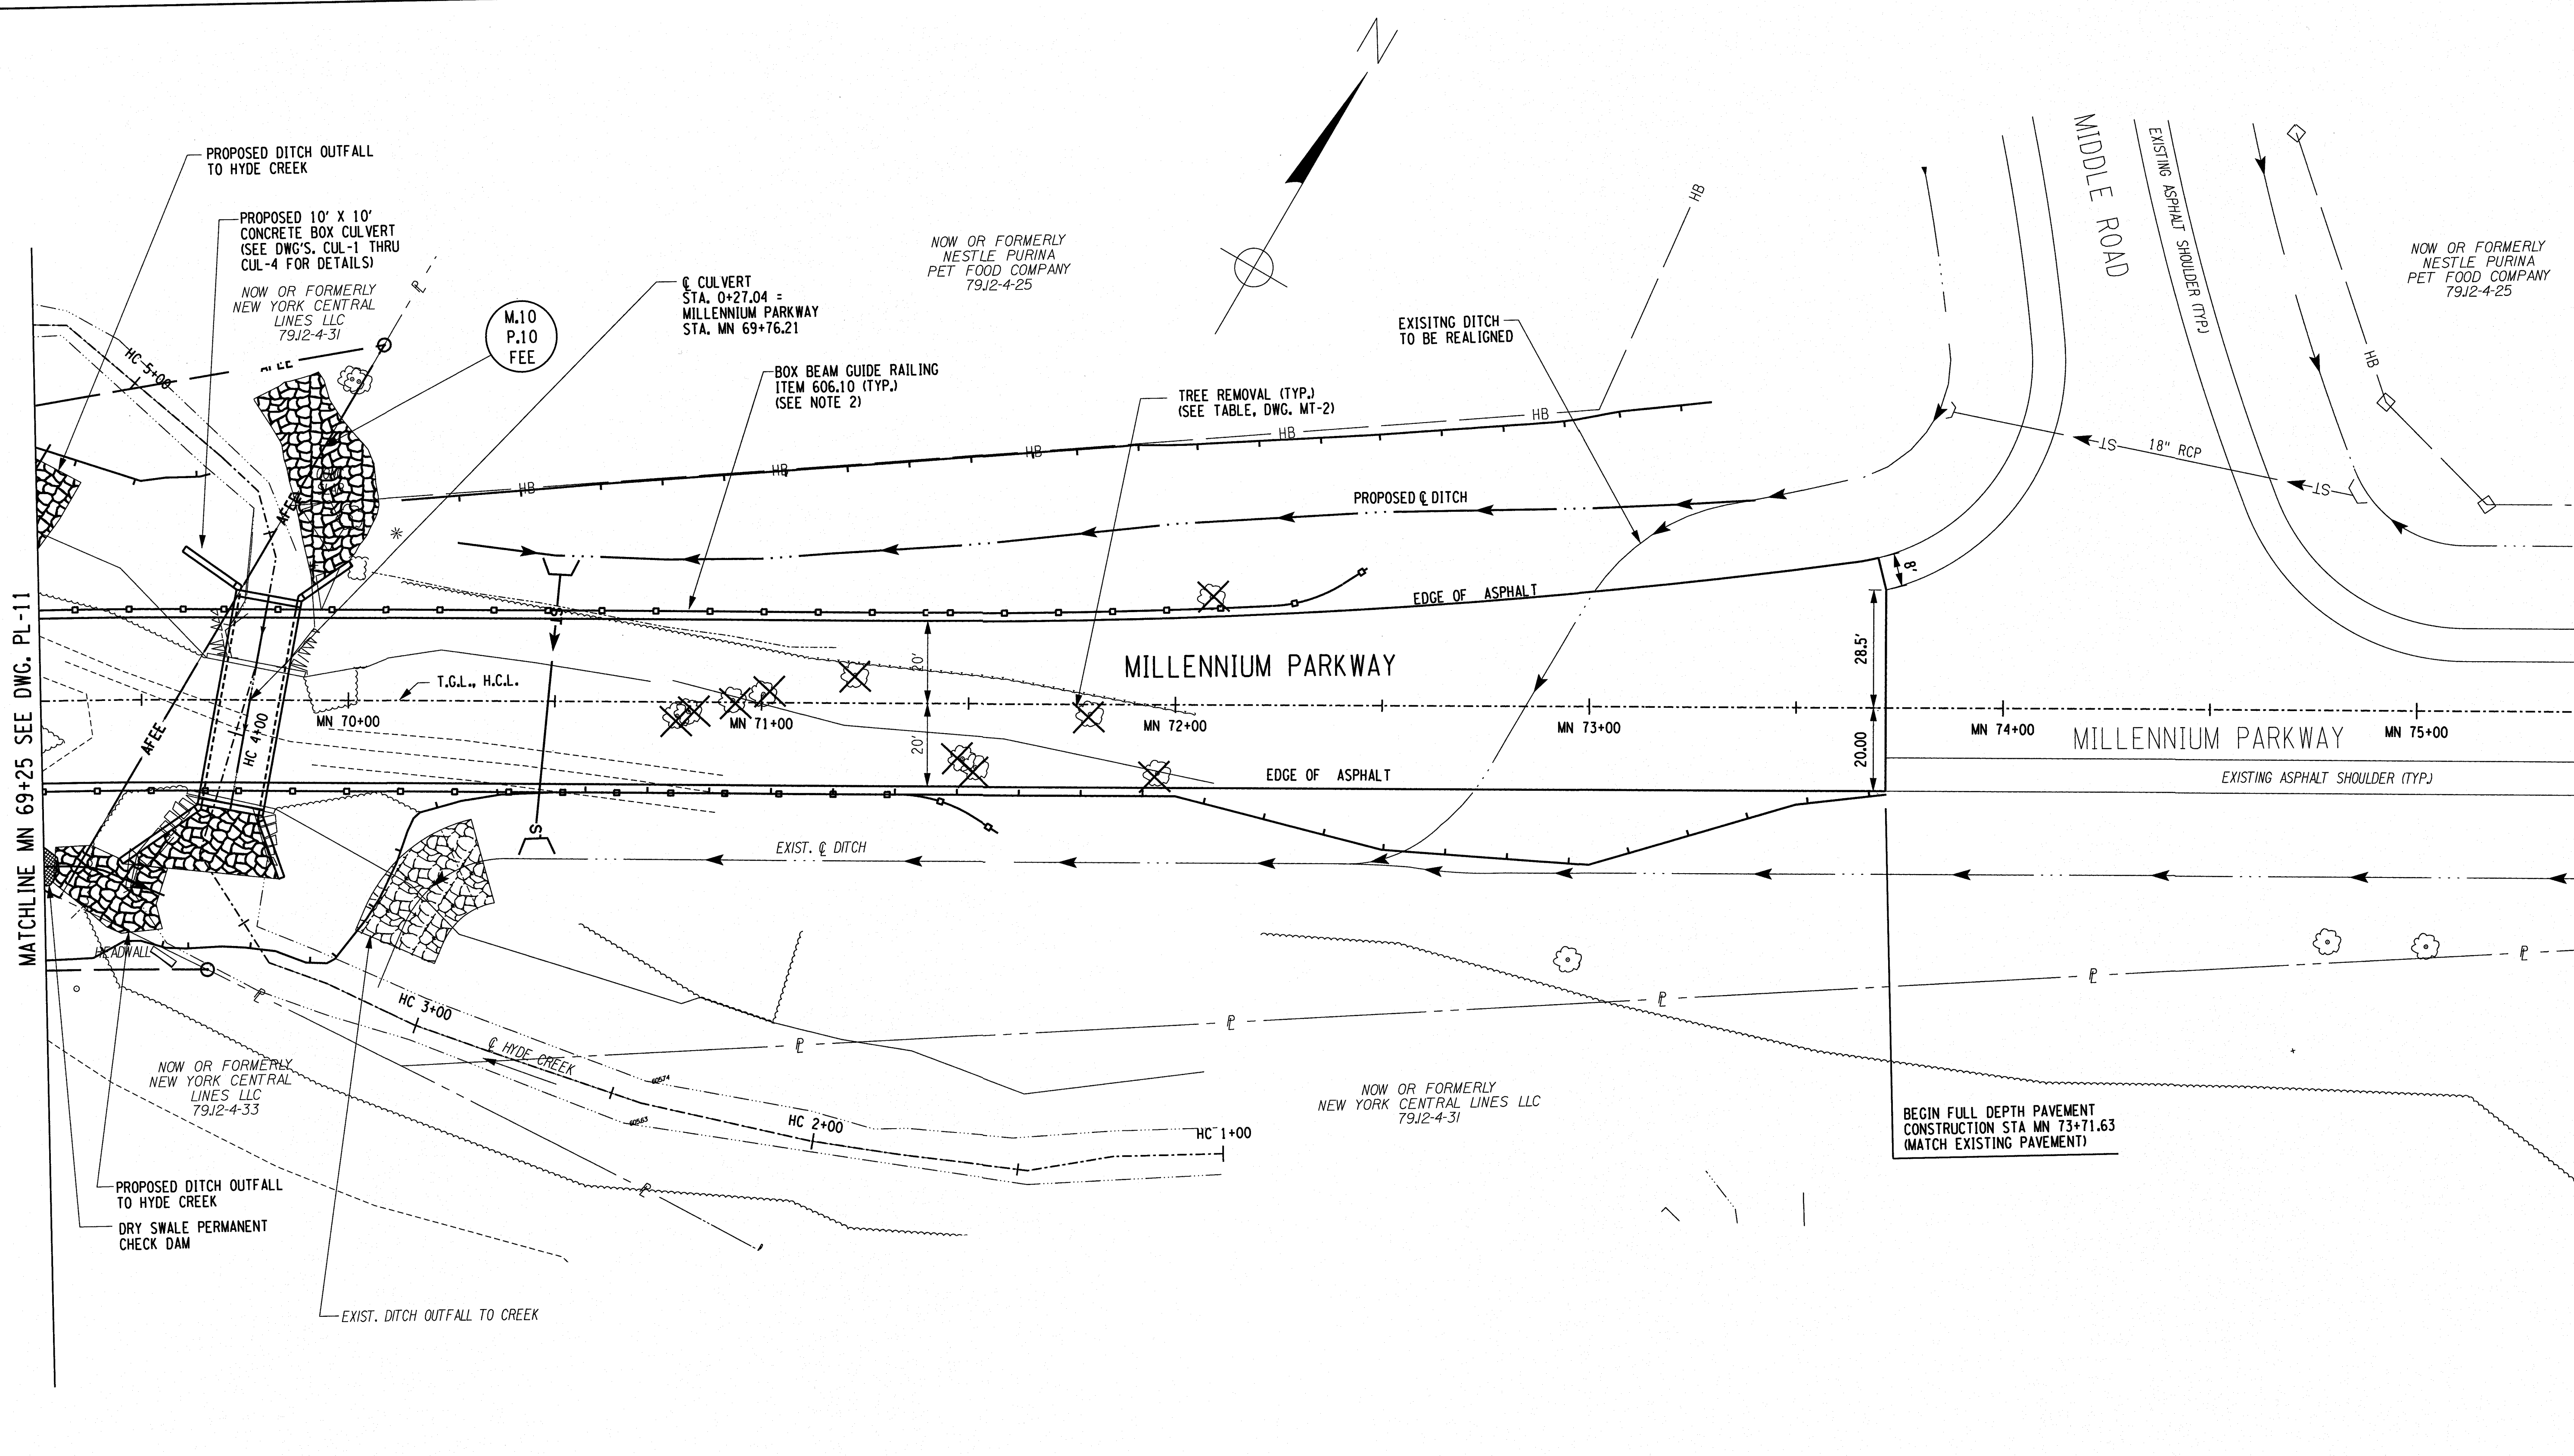 N
PROPOSED DITCH OUTFALL
TO HYDE CREEK
PROPOSED 10' X 10'
CONCRETE BOX CULVERT
(SEE DWG'S. CUL-1 THRU
CUL-4 FOR DETAILS)
NOW OR FORMERLY
NEW YORK CENTRAL
LINES LLC
79.12-4-31
M.10
P.10
FEE
℄ CULVERT
STA. 0+27.04 =
MILLENNIUM PARKWAY
STA. MN 69+76.21
NOW OR FORMERLY
NESTLE PURINA
PET FOOD COMPANY
79.12-4-25
BOX BEAM GUIDE RAILING
ITEM 606.10 (TYP.)
(SEE NOTE 2)
TREE REMOVAL (TYP.)
(SEE TABLE, DWG. MT-2)
EXISITNG DITCH
TO BE REALIGNED
HB
MIDDLE ROAD
EXISTING ASPHALT SHOULDER (TYP.)
HB
NOW OR FORMERLY
NESTLE PURINA
PET FOOD COMPANY
79.12-4-25
ST
18" RCP
ST
HC 5+00
AFEE
HB
HB
HB
HB
HB
PROPOSED ℄ DITCH
EDGE OF ASPHALT
8'
28.5'
20.00
20'
20'
MILLENNIUM PARKWAY
T.G.L., H.C.L.
MN 70+00
MN 71+00
MN 72+00
MN 73+00
MN 74+00
MN 75+00
MILLENNIUM PARKWAY
EXISTING ASPHALT SHOULDER (TYP.)
EDGE OF ASPHALT
AFEE
HC 4+00
EXIST. ℄ DITCH
MATCHLINE MN 69+25 SEE DWG. PL-11
HEADWALL
HC 3+00
℄ HYDE CREEK
HC 2+00
HC 1+00
NOW OR FORMERLY
NEW YORK CENTRAL
LINES LLC
79.12-4-33
NOW OR FORMERLY
NEW YORK CENTRAL LINES LLC
79.12-4-31
BEGIN FULL DEPTH PAVEMENT
CONSTRUCTION STA MN 73+71.63
(MATCH EXISTING PAVEMENT)
PROPOSED DITCH OUTFALL
TO HYDE CREEK
DRY SWALE PERMANENT
CHECK DAM
EXIST. DITCH OUTFALL TO CREEK